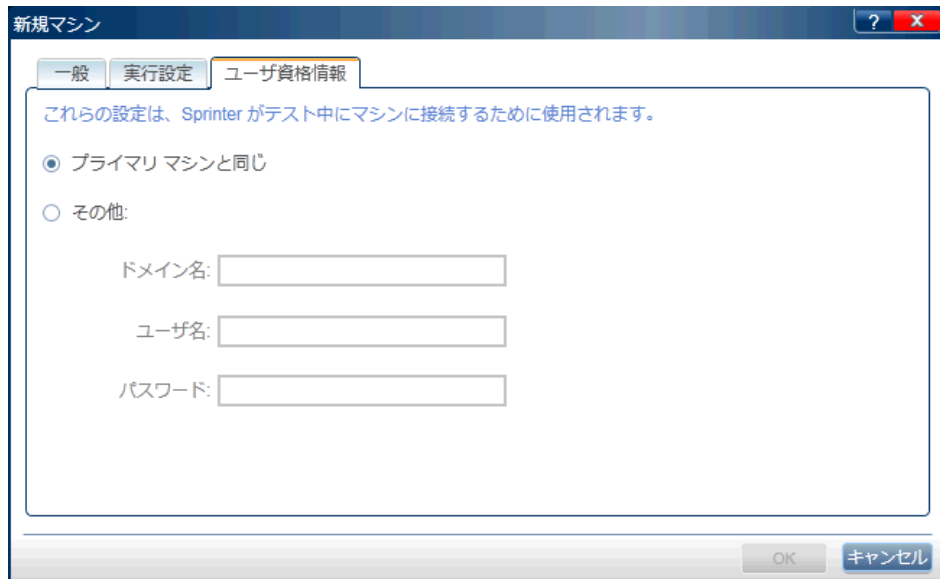 新規マシン
?
X
一般 実行設定 ユーザ資格情報
これらの設定は、Sprinter がテスト中にマシンに接続するために使用されます。
プライマリ マシンと同じ
その他:
ドメイン名:
ユーザ名:
パスワード:
OK キャンセル